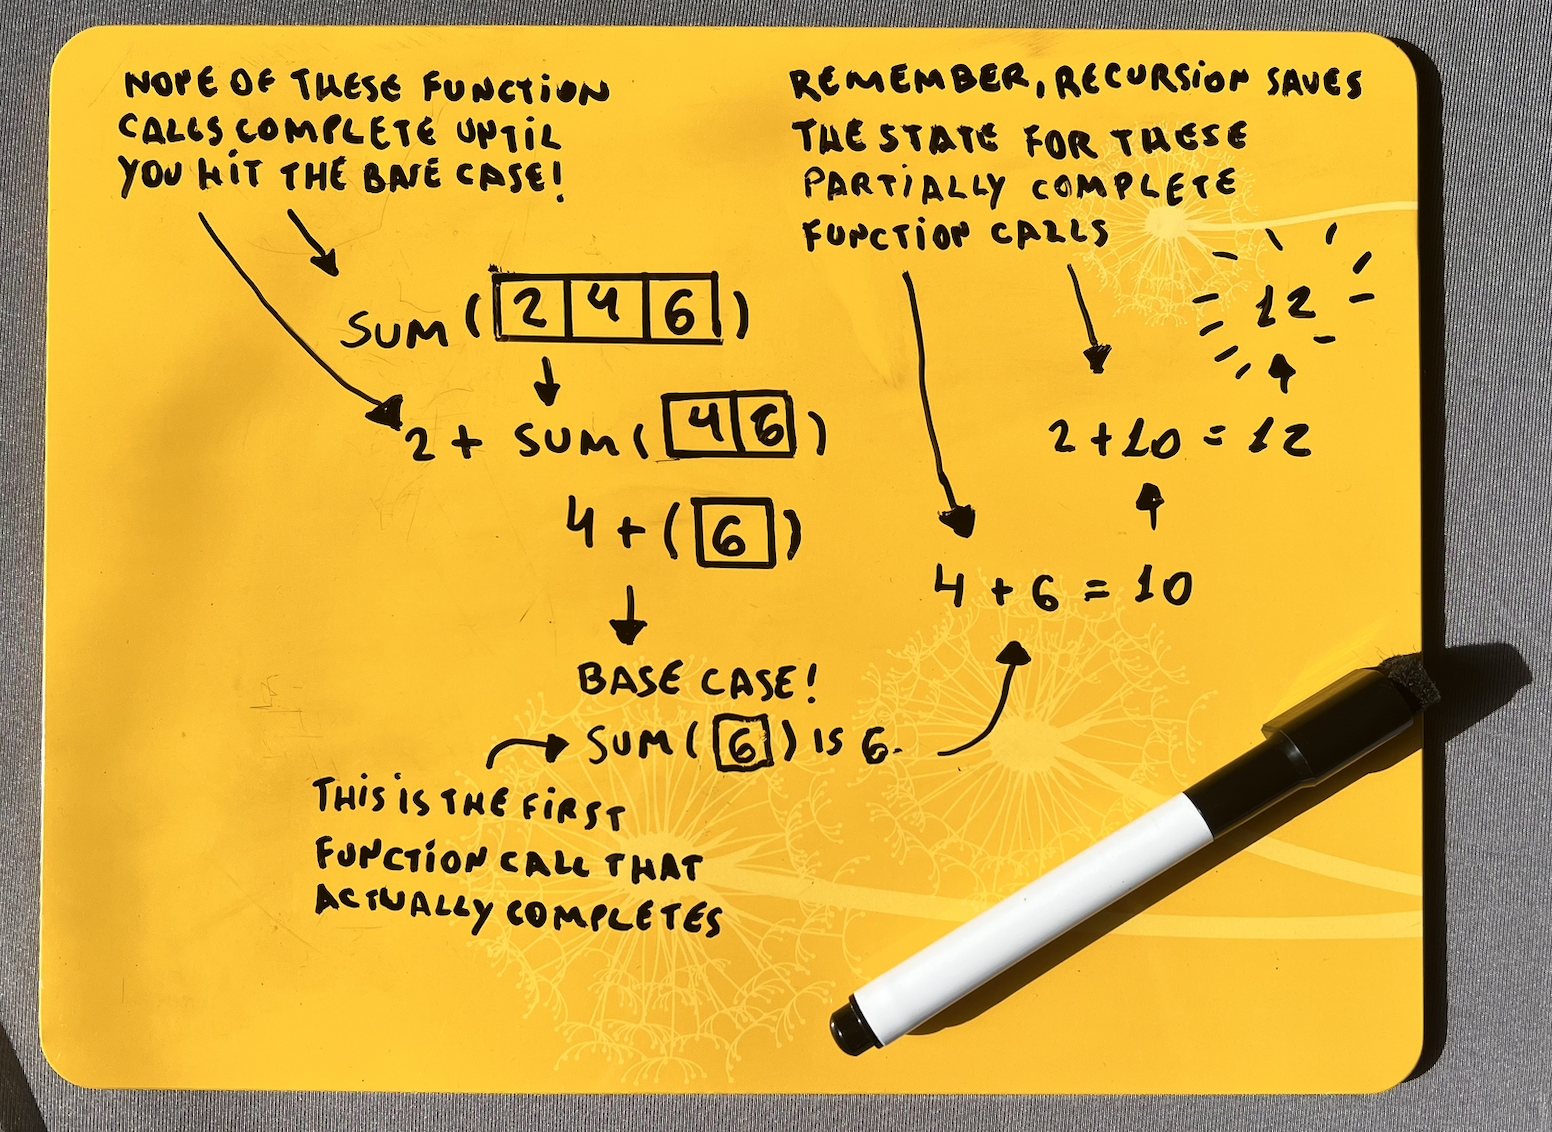 NONE OF THESE FUNCTION
CALLS COMPLETE UNTIL
YOU HIT THE BASE CASE!
SUM ( 2 4 6 )
2 + SUM ( 4 6 )
4 + ( 6 )
BASE CASE!
SUM ( 6 ) IS 6.
THIS IS THE FIRST
FUNCTION CALL THAT
ACTUALLY COMPLETES
REMEMBER, RECURSION SAVES
THE STATE FOR THESE
PARTIALLY COMPLETE
FUNCTION CALLS
12
2 + 10 = 12
4 + 6 = 10